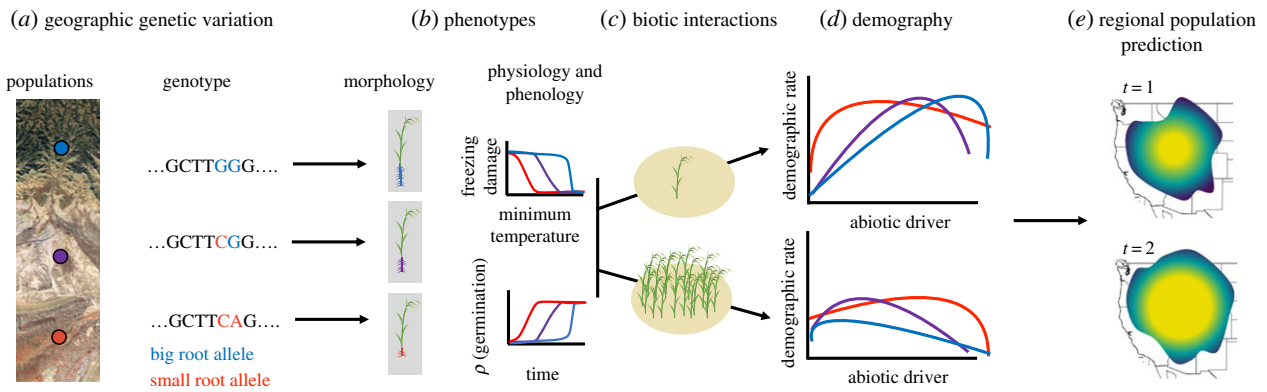 (a) geographic genetic variation
populations
genotype
…GCTTGGG….
…GCTTCGG….
…GCTTCAG….
big root allele
small root allele
(b) phenotypes
morphology
physiology and
phenology
freezing
damage
minimum
temperature
ρ (germination)
time
(c) biotic interactions
(d) demography
demographic rate
abiotic driver
demographic rate
abiotic driver
(e) regional population
prediction
t = 1
t = 2